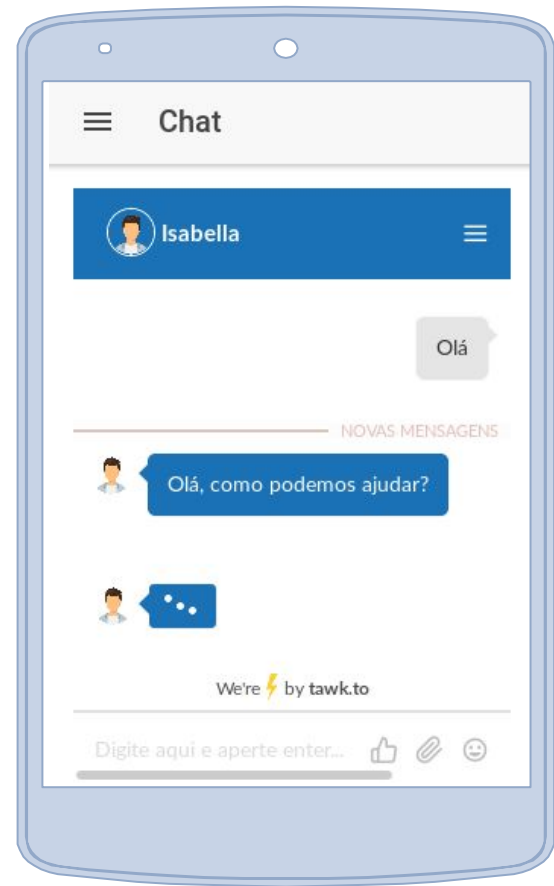 Chat
Isabella
Olá
NOVAS MENSAGENS
Olá, como podemos ajudar?
We're by tawk.to
Digite aqui e aperte enter...